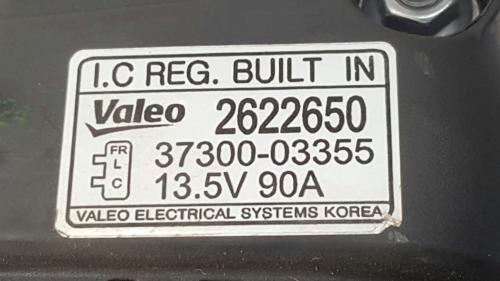 I.C REG. BUILT IN
Valeo 2622650
FR
L
C
37300-03355
13.5V 90A
VALEO ELECTRICAL SYSTEMS KOREA